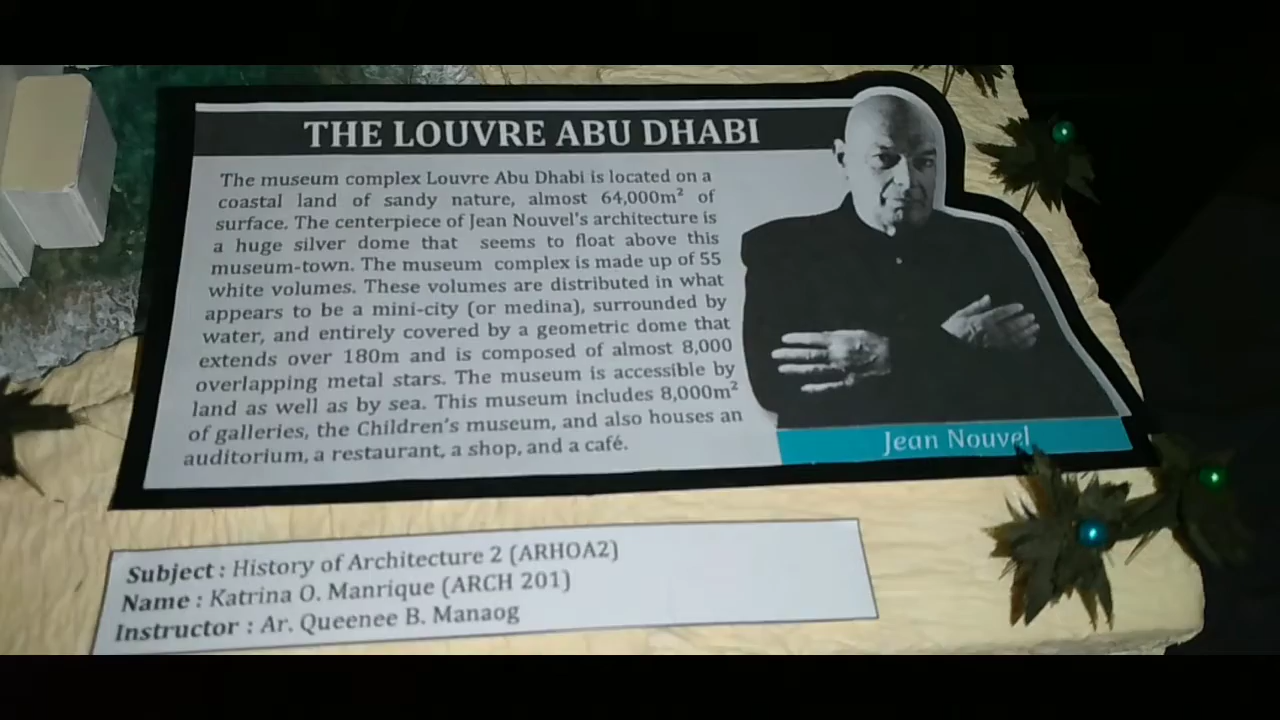 THE LOUVRE ABU DHABI
The museum complex Louvre Abu Dhabi is located on a
coastal land of sandy nature, almost 64,000m² of
surface. The centerpiece of Jean Nouvel's architecture is
a huge silver dome that seems to float above this
museum-town. The museum complex is made up of 55
white volumes. These volumes are distributed in what
appears to be a mini-city (or medina), surrounded by
water, and entirely covered by a geometric dome that
extends over 180m and is composed of almost 8,000
overlapping metal stars. The museum is accessible by
land as well as by sea. This museum includes 8,000m²
of galleries, the Children's museum, and also houses an
auditorium, a restaurant, a shop, and a café.
Jean Nouvel
Subject : History of Architecture 2 (ARHOA2)
Name : Katrina O. Manrique (ARCH 201)
Instructor : Ar. Queenee B. Manaog